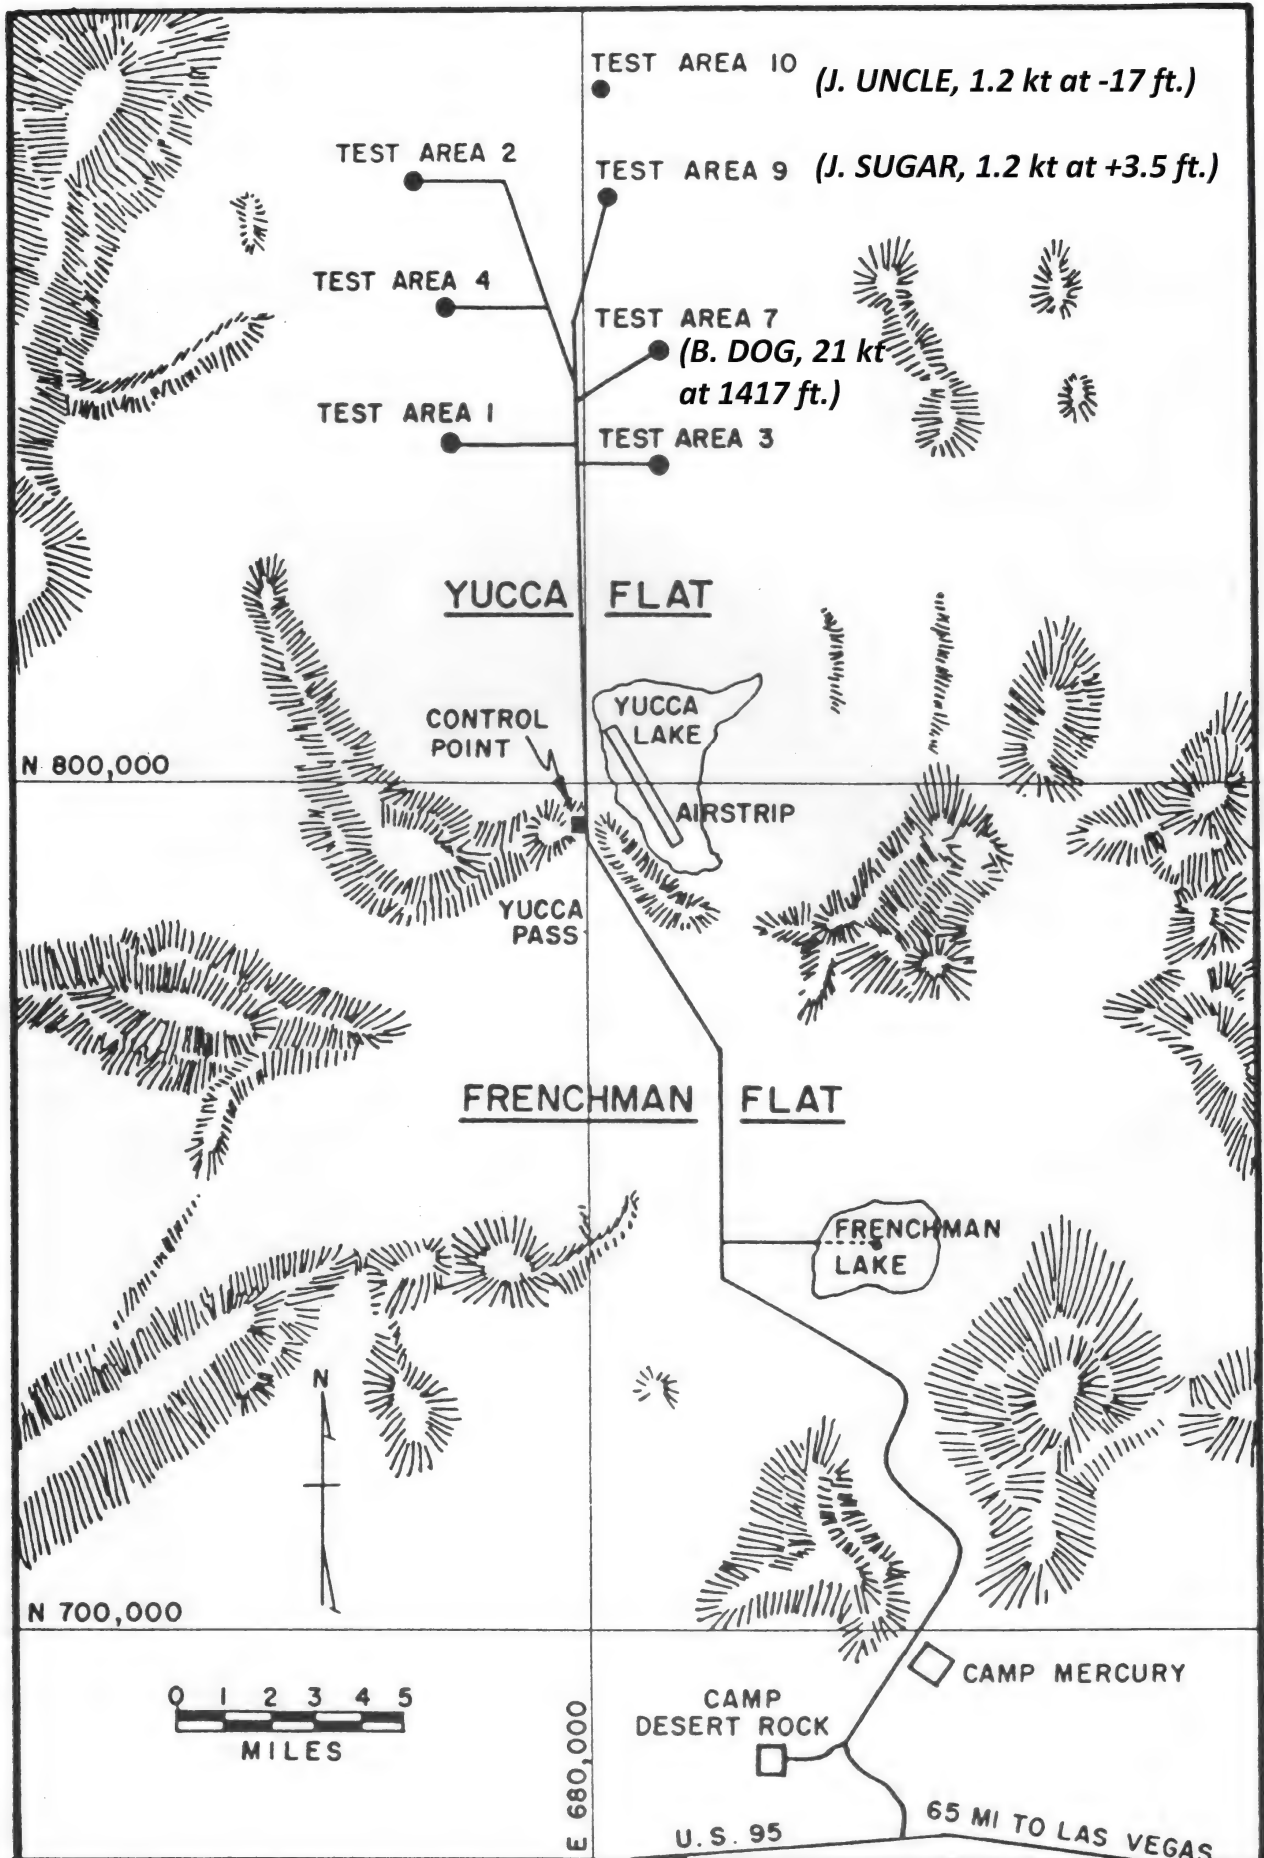 TEST AREA 10 (J. UNCLE, 1.2 kt at -17 ft.)
TEST AREA 2
TEST AREA 9 (J. SUGAR, 1.2 kt at +3.5 ft.)
TEST AREA 4
TEST AREA 7
(B. DOG, 21 kt
at 1417 ft.)
TEST AREA 1
TEST AREA 3
YUCCA FLAT
YUCCA
LAKE
CONTROL
POINT
N 800,000
AIRSTRIP
YUCCA
PASS
FRENCHMAN FLAT
FRENCHMAN
LAKE
N
N 700,000
CAMP MERCURY
0 1 2 3 4 5
MILES
CAMP
DESERT ROCK
E 680,000
U.S. 95
65 MI TO LAS VEGAS